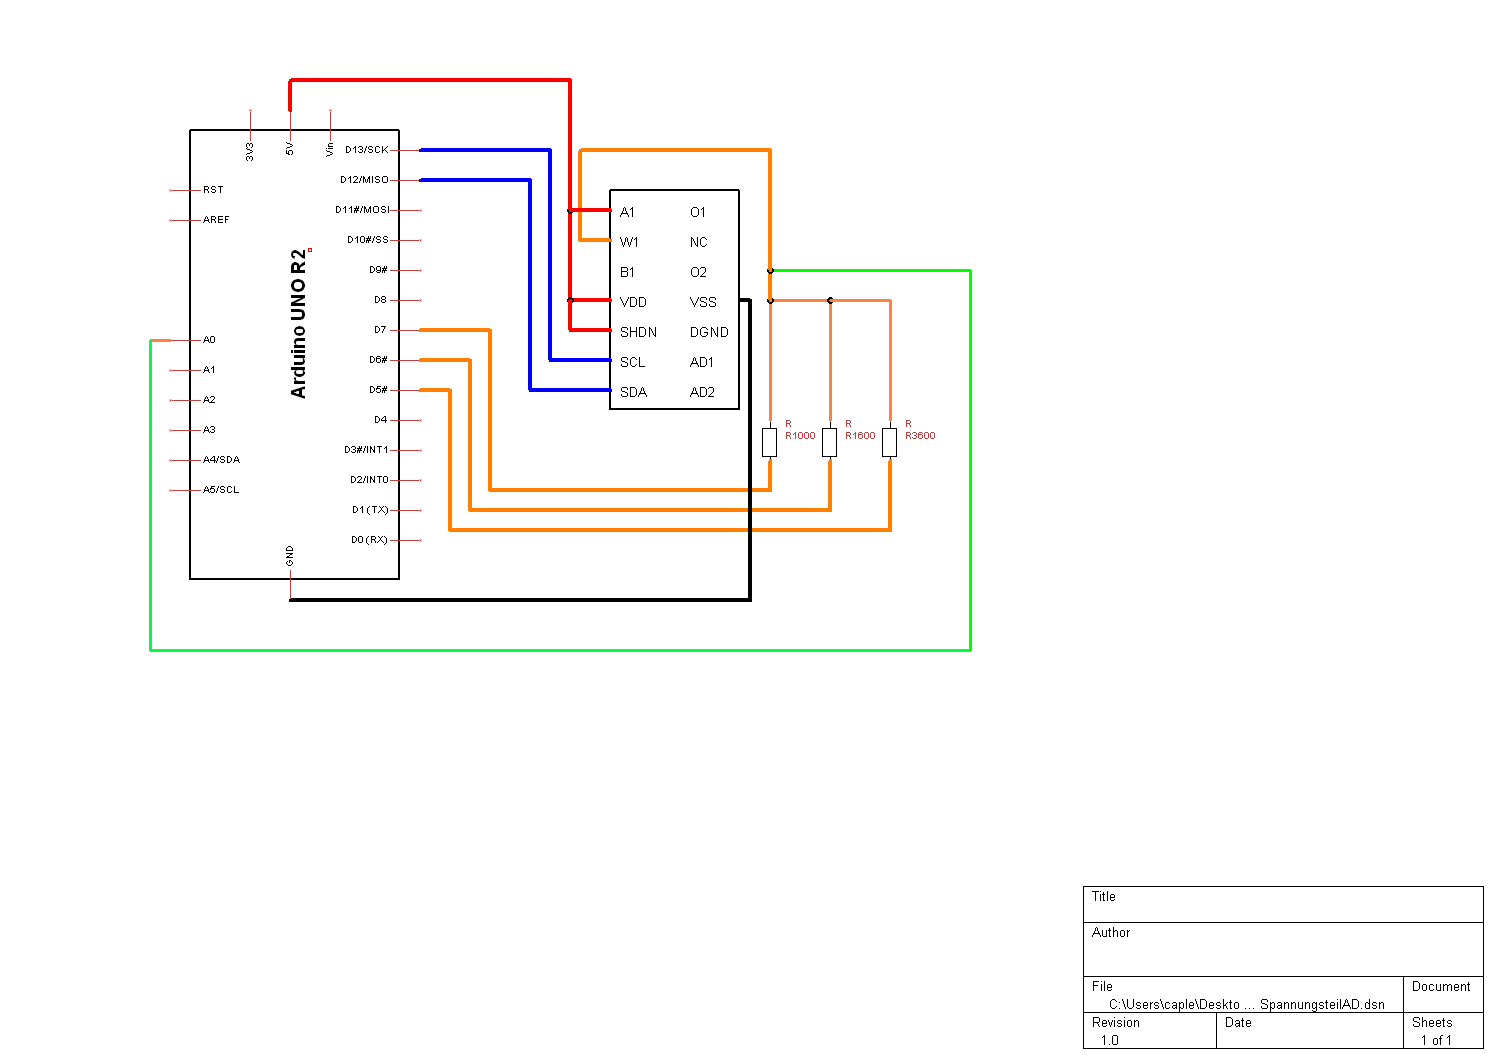 3V3
5V
Vin
RST
AREF
A0
A1
A2
A3
A4/SDA
A5/SCL
Arduino UNO R2
D13/SCK
D12/MISO
D11#/MOSI
D10#/SS
D9#
D8
D7
D6#
D5#
D4
D3#/INT1
D2/INT0
D1(TX)
D0(RX)
GND
A1 O1
W1 NC
B1 O2
VDD VSS
SHDN DGND
SCL AD1
SDA AD2
R
R1000
R
R1600
R
R3600
Title
Author
File
C:\Users\caple\Deskto ... SpannungsteilAD.dsn
Document
Revision
1.0
Date
Sheets
1 of 1